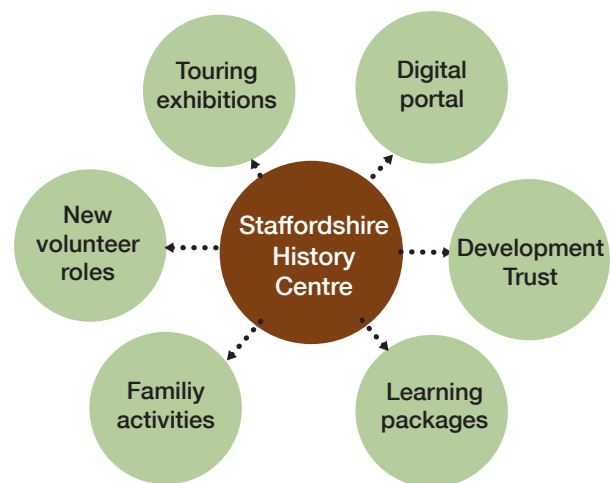 Touring
exhibitions
Digital
portal
New
volunteer
roles
Staffordshire
History
Centre
Development
Trust
Familiy
activities
Learning
packages